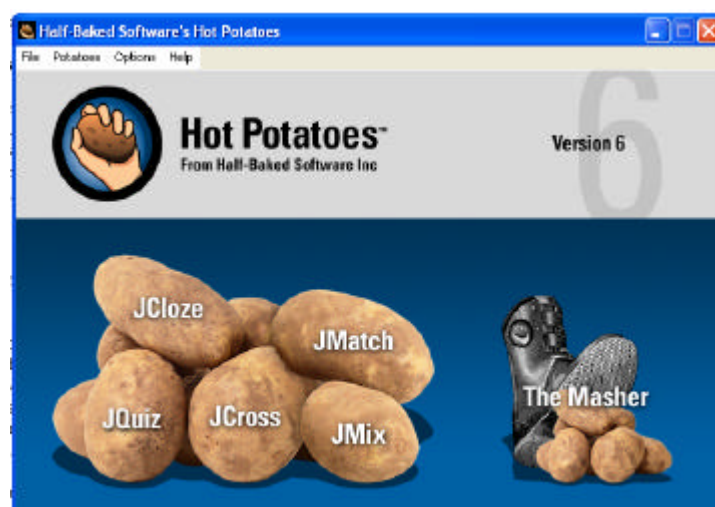 Half-Baked Software's Hot Potatoes
File Potatoes Options Help
6
Hot Potatoes™
From Half-Baked Software Inc
Version 6
JCloze
JMatch
JQuiz
JCross
JMix
The Masher